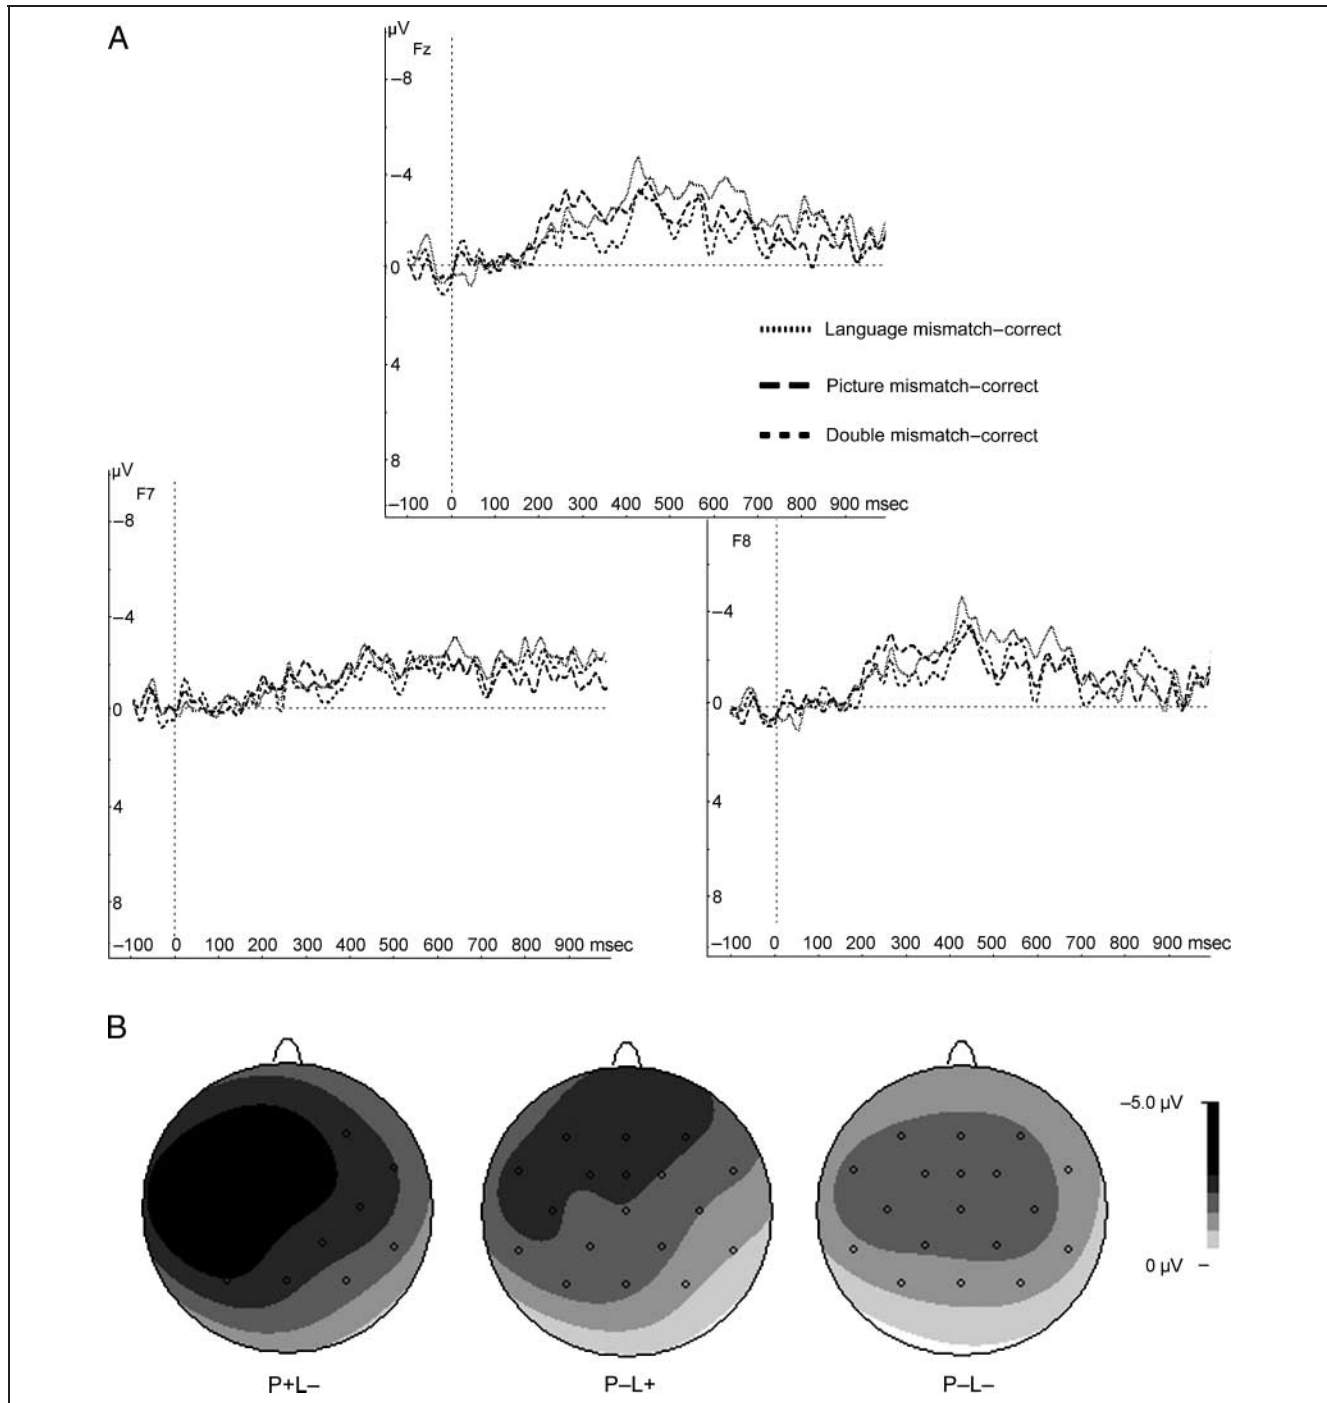 A
µV
Fz
–8
–4
0
4
8
–100 0 100 200 300 400 500 600 700 800 900 msec
Language mismatch–correct
Picture mismatch–correct
Double mismatch–correct
µV
F7
–8
–4
0
4
8
–100 0 100 200 300 400 500 600 700 800 900 msec
F8
–4
0
4
8
–100 0 100 200 300 400 500 600 700 800 900 msec
B
–5.0 µV
0 µV –
P+L–
P–L+
P–L–